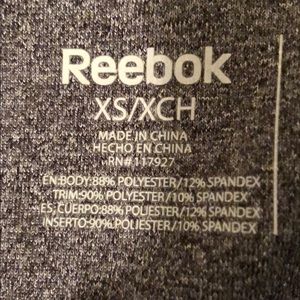 Reebok
XS/XCH
MADE IN CHINA
HECHO EN CHINA
RN# 117927
EN:BODY:88% POLYESTER/12% SPANDEX
TRIM:90% POLYESTER/10% SPANDEX
ES; CUERPO:88% POLIESTER/12% SPANDEX
INSERTO:90% POLIESTER/10% SPANDEX